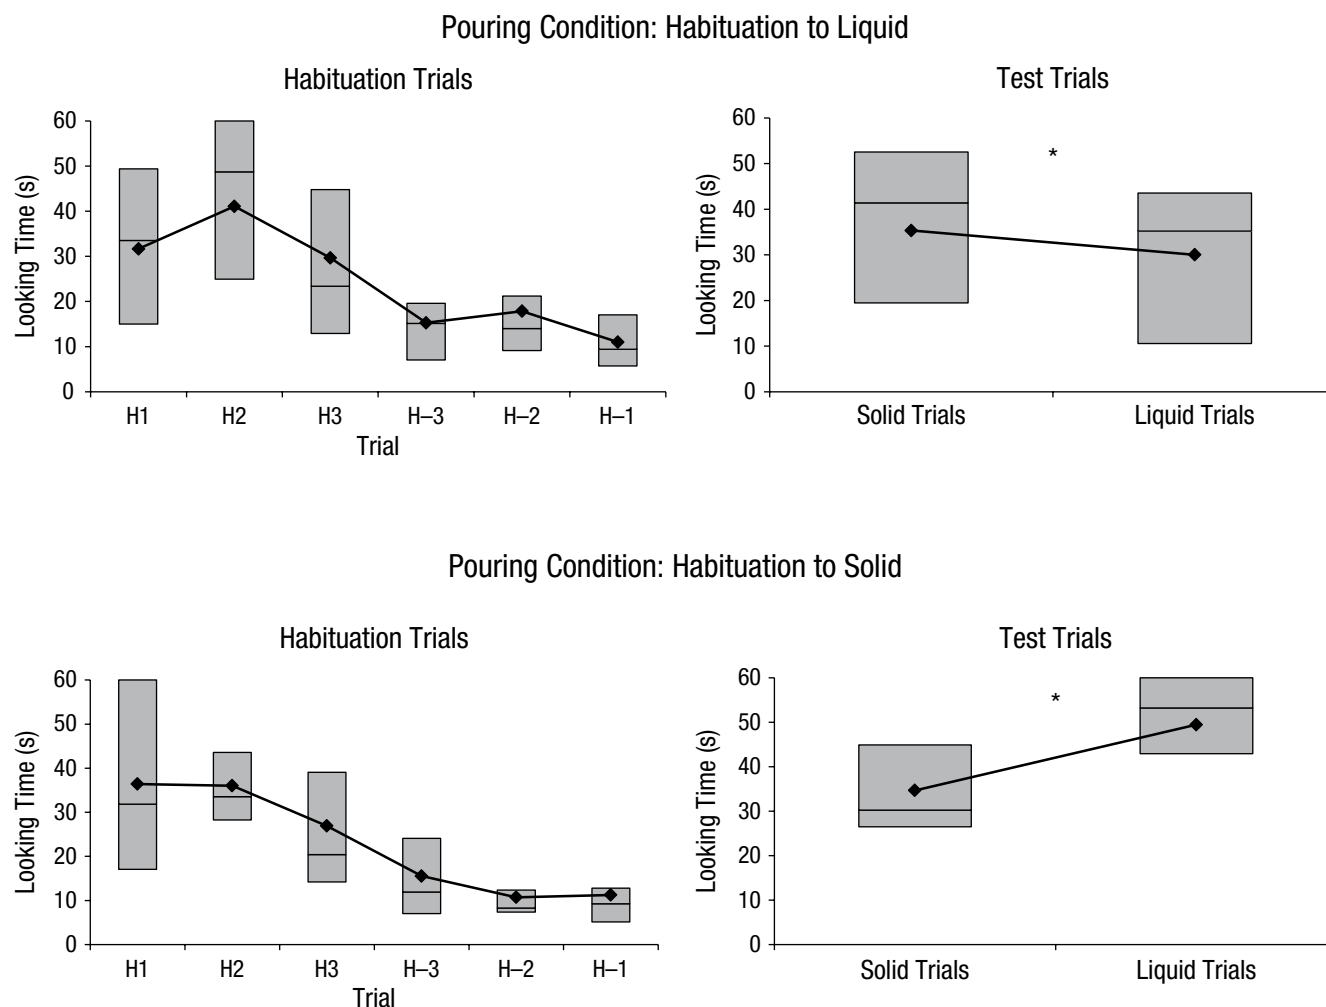 Pouring Condition: Habituation to Liquid
Habituation Trials
Looking Time (s)
60
50
40
30
20
10
0
H1 H2 H3 H–3 H–2 H–1
Trial
Test Trials
Looking Time (s)
60
50
40
30
20
10
0
*
Solid Trials Liquid Trials
Pouring Condition: Habituation to Solid
Habituation Trials
Looking Time (s)
60
50
40
30
20
10
0
H1 H2 H3 H–3 H–2 H–1
Trial
Test Trials
Looking Time (s)
60
50
40
30
20
10
0
*
Solid Trials Liquid Trials